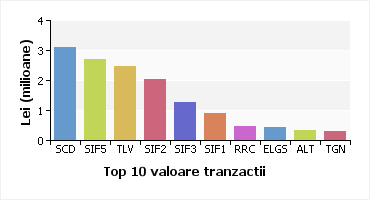 4
3
2
1
0
Lei (milioane)
SCD SIF5 TLV SIF2 SIF3 SIF1 RRC ELGS ALT TGN
Top 10 valoare tranzactii